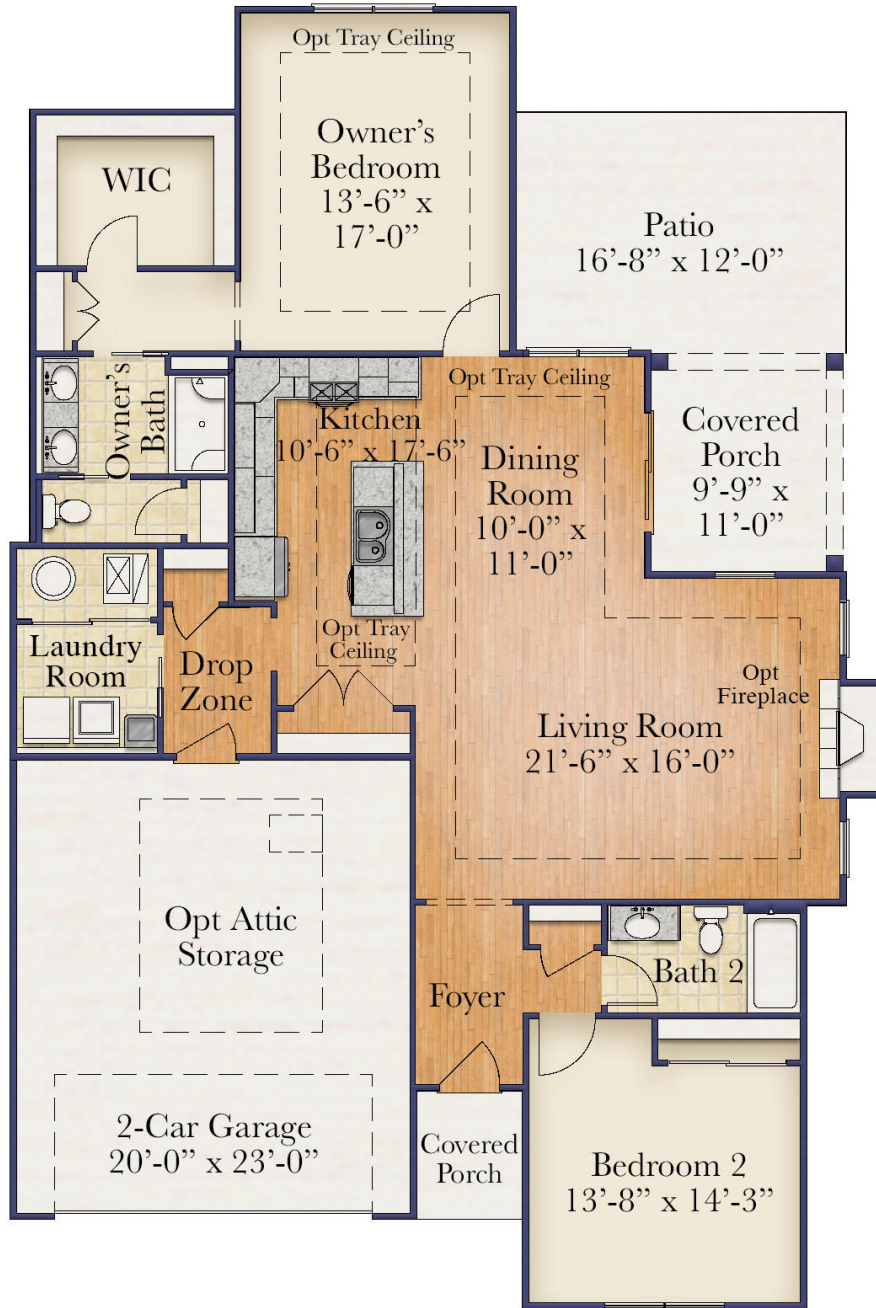 Opt Tray Ceiling
Owner’s
Bedroom
13’-6” x
17’-0”
WIC
Patio
16’-8” x 12’-0”
Owner’s
Bath
Kitchen
10’-6” x 17’-6”
Opt Tray Ceiling
Dining
Room
10’-0” x
11’-0”
Covered
Porch
9’-9” x
11’-0”
Opt Tray
Ceiling
Laundry
Room
Drop
Zone
Opt
Fireplace
Living Room
21’-6” x 16’-0”
Opt Attic
Storage
Foyer
Bath 2
2-Car Garage
20’-0” x 23’-0”
Covered
Porch
Bedroom 2
13’-8” x 14’-3”